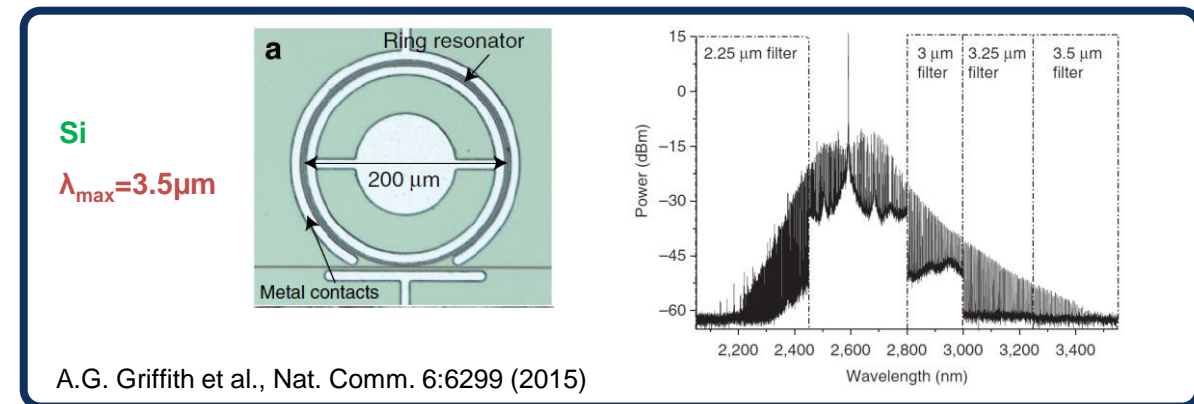 Si
λmax=3.5μm
a
Ring resonator
200 μm
Metal contacts
A.G. Griffith et al., Nat. Comm. 6:6299 (2015)
15
0
−15
−30
−45
−60
Power (dBm)
2.25 μm filter
3 μm
filter
3.25 μm
filter
3.5 μm
filter
2,200 2,400 2,600 2,800 3,000 3,200 3,400
Wavelength (nm)